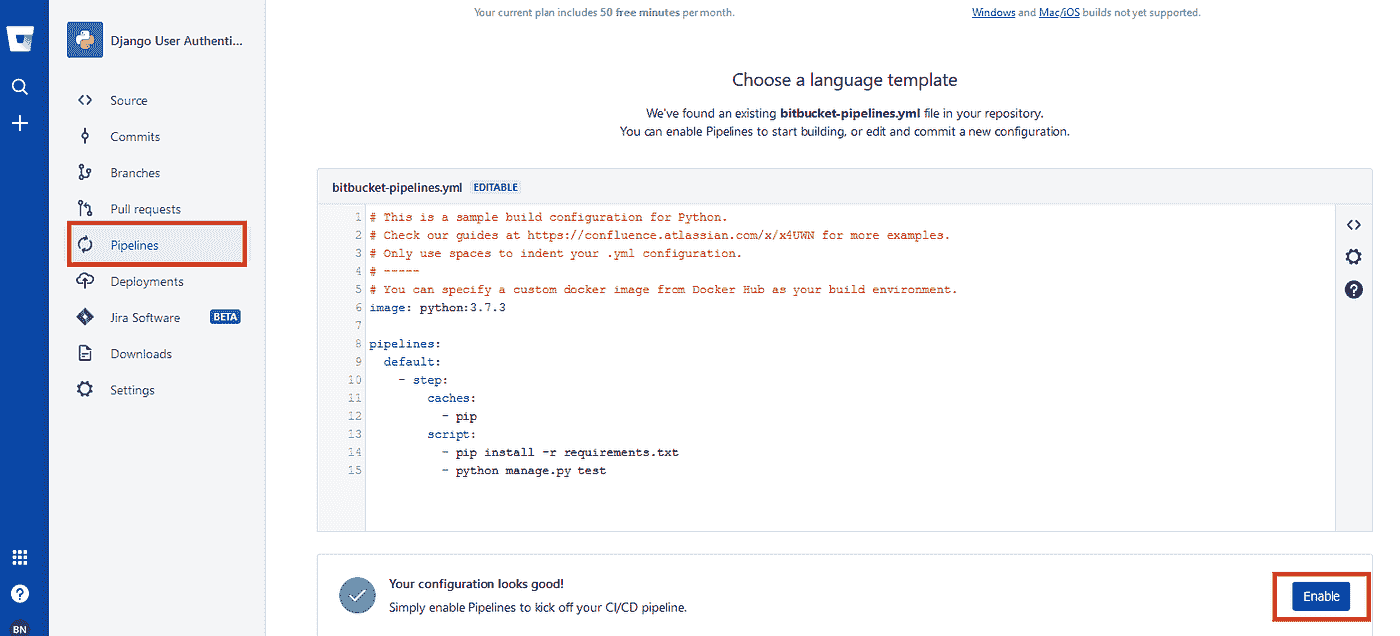 Your current plan includes 50 free minutes per month.
Windows and Mac/iOS builds not yet supported.
Django User Authenti...
Source
Commits
Branches
Pull requests
Pipelines
Deployments
Jira Software BETA
Downloads
Settings
BN
Choose a language template
We've found an existing bitbucket-pipelines.yml file in your repository.
You can enable Pipelines to start building, or edit and commit a new configuration.
bitbucket-pipelines.yml EDITABLE
1 # This is a sample build configuration for Python.
2 # Check our guides at https://confluence.atlassian.com/x/x4UWN for more examples.
3 # Only use spaces to indent your .yml configuration.
4 # -----
5 # You can specify a custom docker image from Docker Hub as your build environment.
6 image: python:3.7.3
7
8 pipelines:
9   default:
10     - step:
11         caches:
12           - pip
13         script:
14           - pip install -r requirements.txt
15           - python manage.py test
Your configuration looks good!
Simply enable Pipelines to kick off your CI/CD pipeline.
Enable